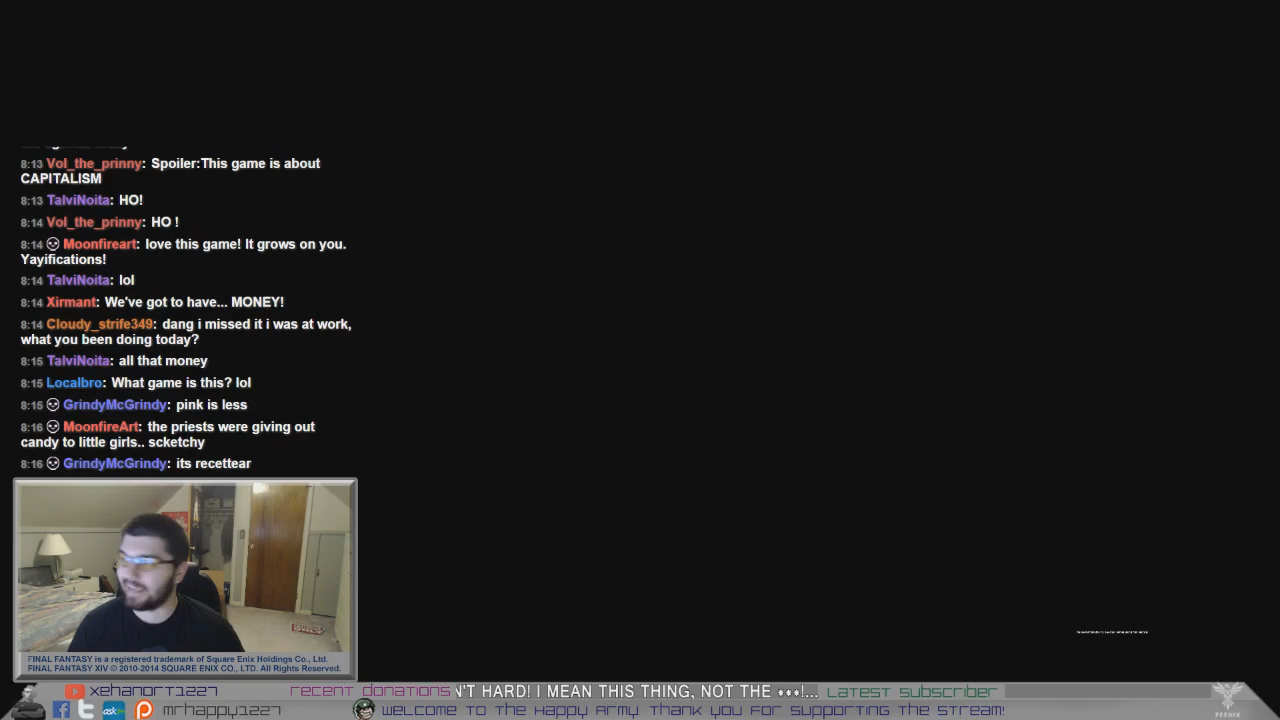 8:13 Vol_the_prinny: Spoiler:This game is about
CAPITALISM
8:13 TalviNoita: HO!
8:14 Vol_the_prinny: HO !
8:14 Moonfireart: love this game! It grows on you.
Yayifications!
8:14 TalviNoita: lol
8:14 Xirmant: We've got to have... MONEY!
8:14 Cloudy_strife349: dang i missed it i was at work,
what you been doing today?
8:15 TalviNoita: all that money
8:15 Localbro: What game is this? lol
8:15 GrindyMcGrindy: pink is less
8:16 MoonfireArt: the priests were giving out
candy to little girls.. scketchy
8:16 GrindyMcGrindy: its recettear
FINAL FANTASY is a registered trademark of Square Enix Holdings Co., Ltd.
FINAL FANTASY XIV © 2010-2014 SQUARE ENIX CO., LTD. All Rights Reserved.
xehanort1227 recent donations 'T HARD! I MEAN THIS THING, NOT THE ***!... Latest subscriber
ask mrhappy1227 Welcome to the Happy Army. Thank you for supporting the stream!
FEENIX